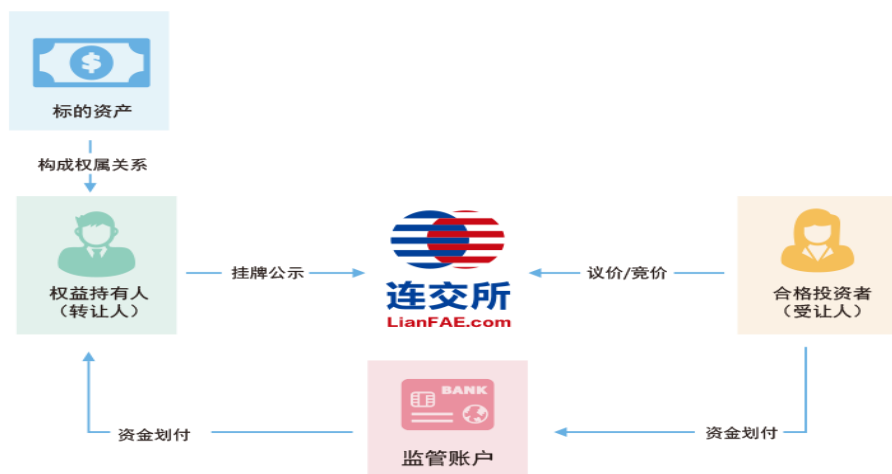 $
标的资产
构成权属关系
权益持有人
（转让人）
挂牌公示
连交所
LianFAE.com
议价/竞价
合格投资者
（受让人）
BANK
资金划付
监管账户
资金划付